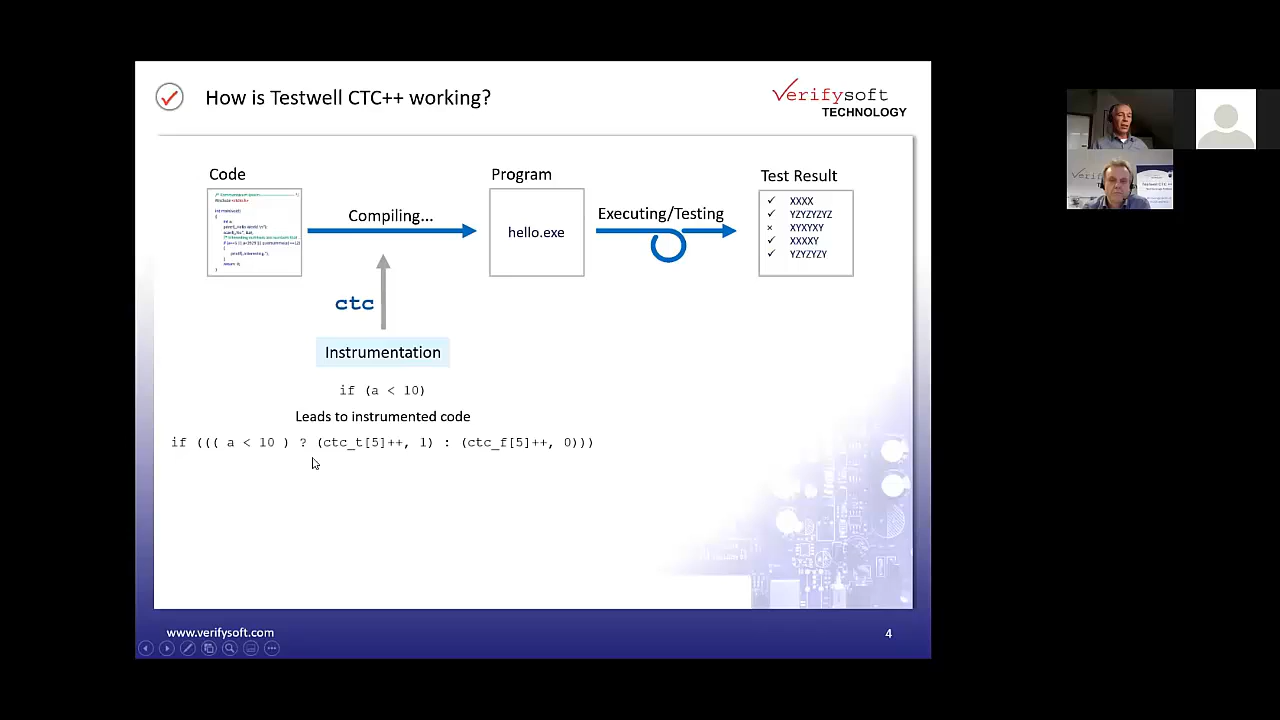 How is Testwell CTC++ working?
Verifysoft
TECHNOLOGY
Code
Program
Test Result
Compiling...
hello.exe
Executing/Testing
✓ XXXX
✓ YZYZYZYZ
× XYXYXY
✓ XXXXY
✓ YZYZYZY
ctc
Instrumentation
if (a < 10)
Leads to instrumented code
if ((( a < 10 ) ? (ctc_t[5]++, 1) : (ctc_f[5]++, 0)))
www.verifysoft.com
4